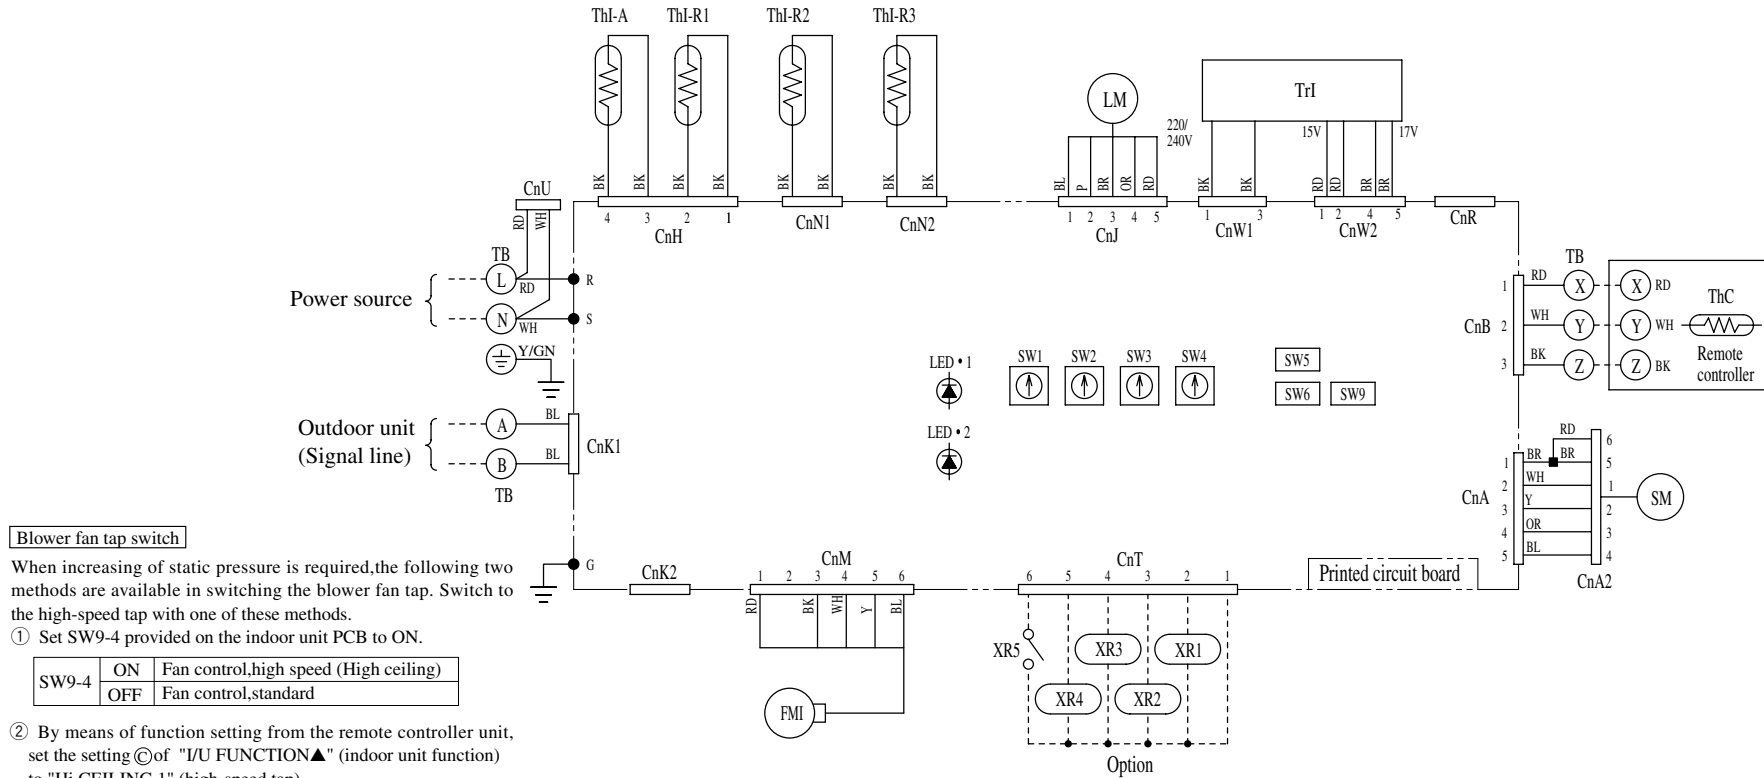 ThI-A ThI-R1 ThI-R2 ThI-R3
LM
TrI
220/
240V
15V 17V
BK BK BK BK BK BK BK BK BL P BR OR RD BK BK RD RD BR BR
CnU
RD WH
4 3 2 1 1 2 3 4 5 1 3 1 2 4 5
CnH CnN1 CnN2 CnJ CnW1 CnW2 CnR
TB
L RD R
Power source
N WH S
Y/GN
Outdoor unit
(Signal line)
A BL
CnK1
B BL
TB
LED • 1
LED • 2
SW1 SW2 SW3 SW4
SW5
SW6 SW9
TB
CnB
1 RD X X RD
2 WH Y Y WH
3 BK Z Z BK
ThC
Remote
controller
RD 6
1 BR BR 5
2 WH 1
3 Y 2
4 OR 3
5 BL 4
CnA
SM
CnA2
G
CnK2
CnM
1 2 3 4 5 6
RD BK WH Y BL
FMI
CnT
6 5 4 3 2 1
XR5 XR3 XR1
XR4 XR2
Option
Printed circuit board
Blower fan tap switch
When increasing of static pressure is required,the following two
methods are available in switching the blower fan tap. Switch to
the high-speed tap with one of these methods.
① Set SW9-4 provided on the indoor unit PCB to ON.
SW9-4 ON Fan control,high speed (High ceiling)
OFF Fan control,standard
② By means of function setting from the remote controller unit,
set the setting Ⓒ of "I/U FUNCTION▲" (indoor unit function)
to "Hi CEILING 1" (high-speed tap)